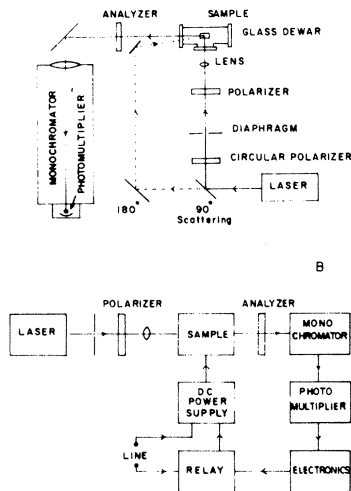 ANALYZER SAMPLE
GLASS DEWAR
LENS
POLARIZER
DIAPHRAGM
CIRCULAR POLARIZER
LASER
MONOCHROMATOR
PHOTOMULTIPLIER
180° 90°
Scattering
B
POLARIZER ANALYZER
LASER SAMPLE MONO
CHROMATOR
DC
POWER
SUPPLY
PHOTO
MULTIPLIER
LINE
RELAY ELECTRONICS